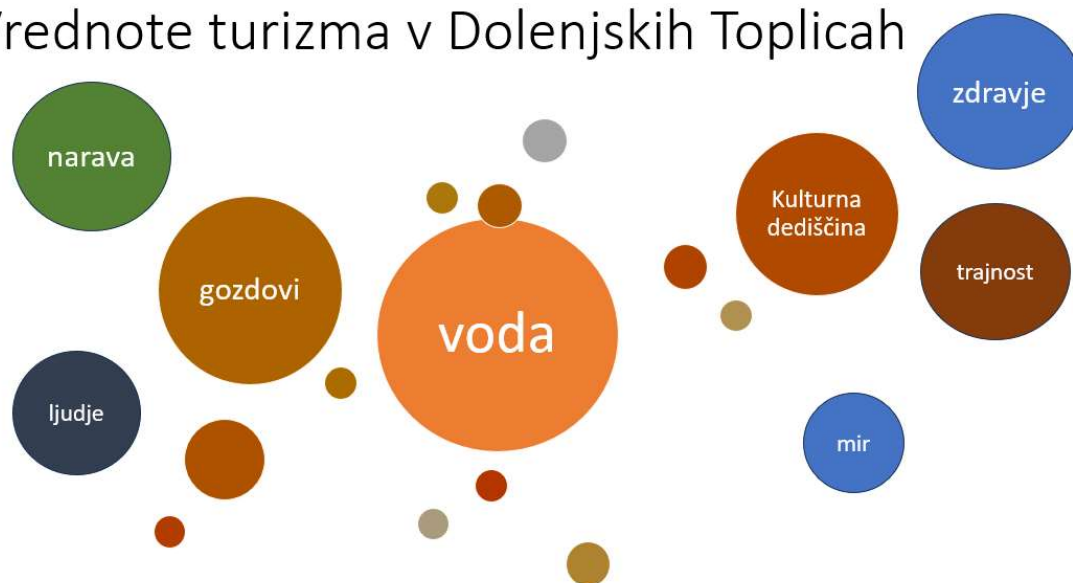 Vrednote turizma v Dolenjskih Toplicah
narava
gozdovi
ljudje
voda
Kulturna
dediščina
zdravje
trajnost
mir